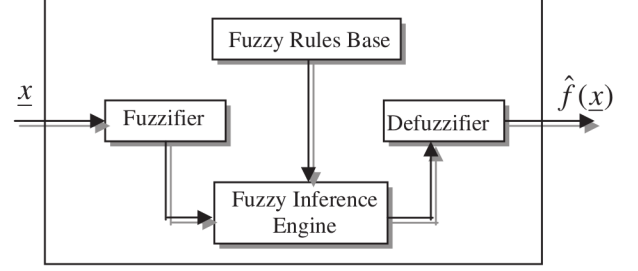 Fuzzy Rules Base
x
f̂(x)
Fuzzifier
Defuzzifier
Fuzzy Inference
Engine